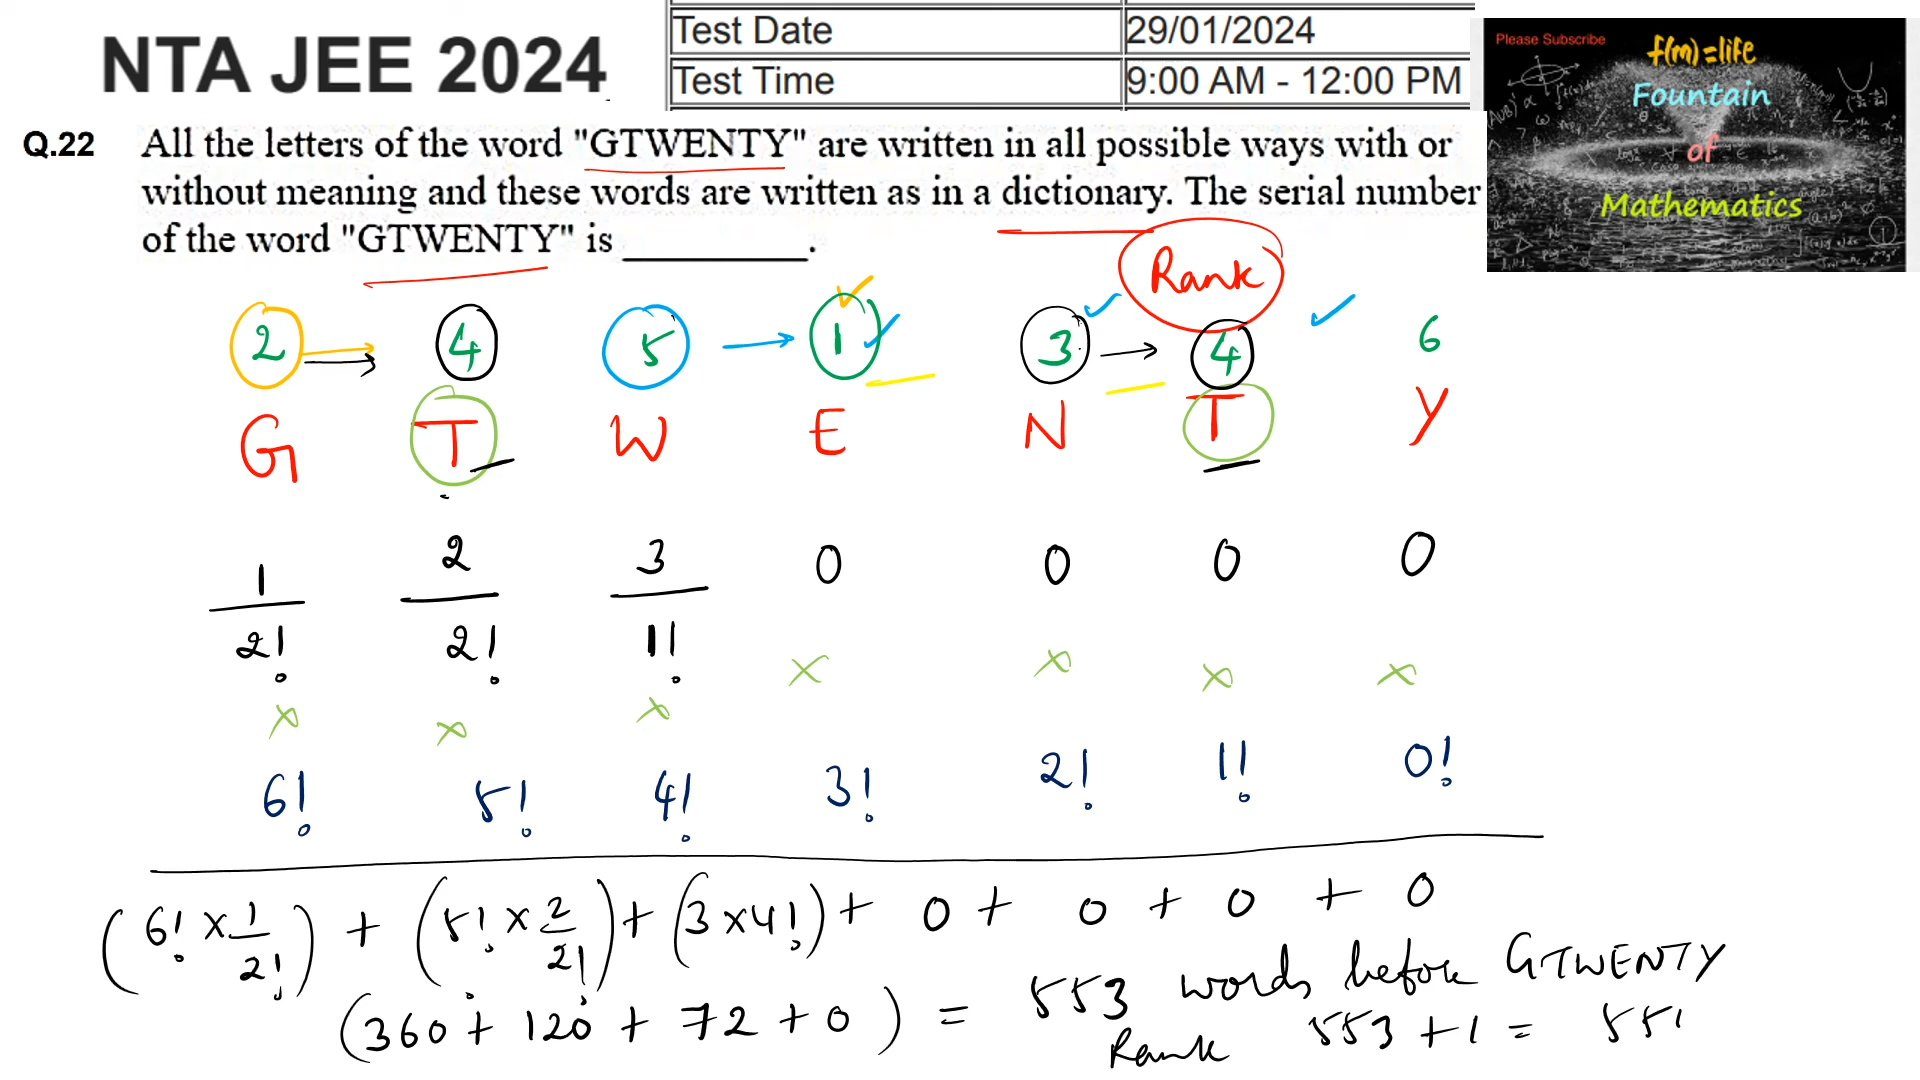 NTA JEE 2024
Test Date 29/01/2024
Test Time 9:00 AM - 12:00 PM
Please Subscribe
f(m)=life
Fountain
of
Mathematics
Q.22 All the letters of the word "GTWENTY" are written in all possible ways with or
without meaning and these words are written as in a dictionary. The serial number
of the word "GTWENTY" is ________.
Rank
2 → 4 5 → 1 3 → 4 6
G T W E N T Y
1/2! 2/2! 3/1! 0 0 0 0
× × × × × × ×
6! 5! 4! 3! 2! 1! 0!
(6! × 1/2!) + (5! × 2/2!) + (3 × 4!) + 0 + 0 + 0 + 0
(360 + 120 + 72 + 0) = 553 words before GTWENTY
Rank 553 + 1 = 55